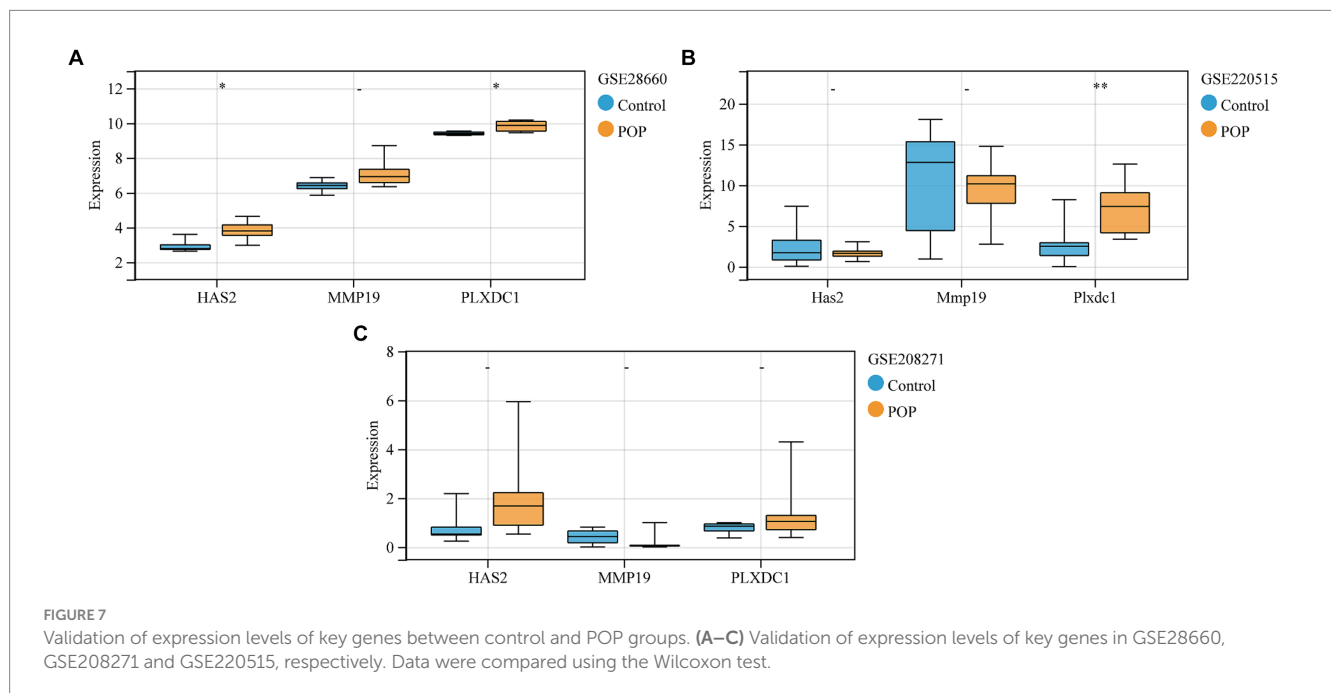 A
GSE28660
Control
POP
Expression
12
10
8
6
4
2
* - *
HAS2 MMP19 PLXDC1
B
GSE220515
Control
POP
Expression
20
15
10
5
0
- - **
Has2 Mmp19 Plxdc1
C
GSE208271
Control
POP
Expression
8
6
4
2
0
- - -
HAS2 MMP19 PLXDC1
FIGURE 7
Validation of expression levels of key genes between control and POP groups. (A–C) Validation of expression levels of key genes in GSE28660,
GSE208271 and GSE220515, respectively. Data were compared using the Wilcoxon test.